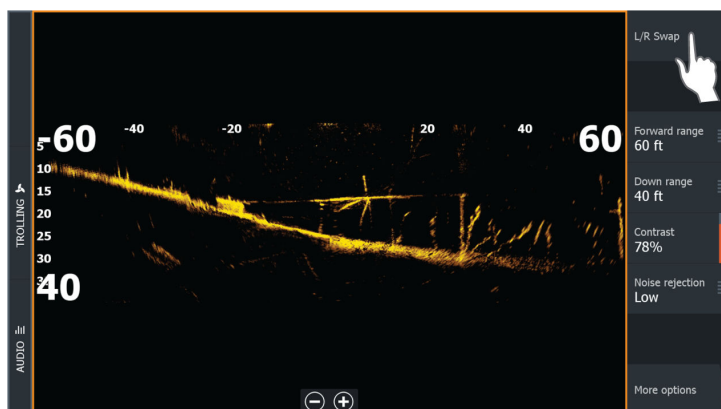 L/R Swap
-60
-40
-20
20
40
60
5
10
15
20
25
30
40
TROLLING
AUDIO
Forward range
60 ft
Down range
40 ft
Contrast
78%
Noise rejection
Low
More options